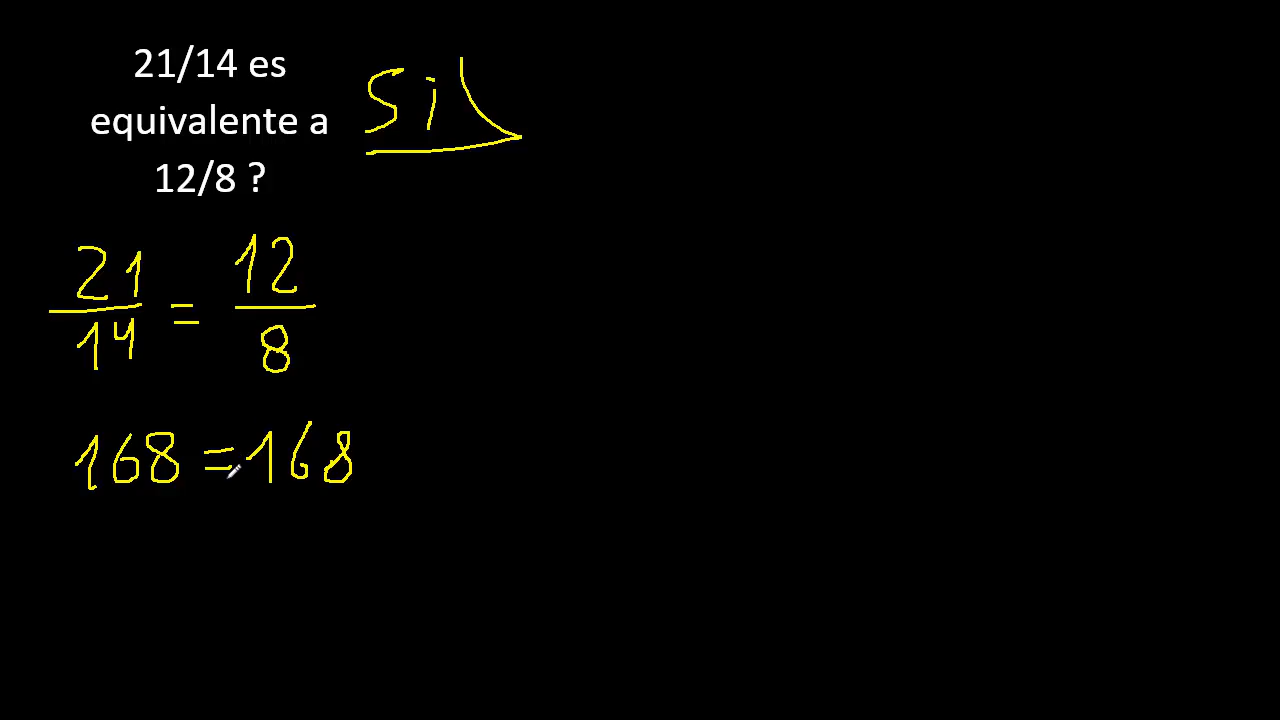 21/14 es
equivalente a
12/8 ?
Si
21/14 = 12/8
168 = 168